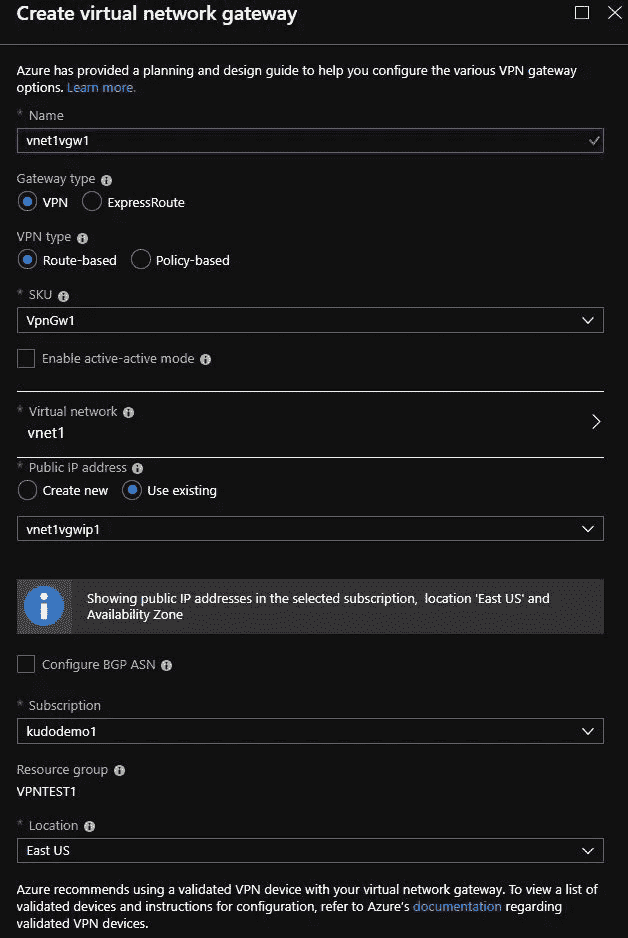 Create virtual network gateway
Azure has provided a planning and design guide to help you configure the various VPN gateway
options. Learn more.
* Name
vnet1vgw1
Gateway type
VPN ExpressRoute
VPN type
Route-based Policy-based
* SKU
VpnGw1
Enable active-active mode
* Virtual network
vnet1
* Public IP address
Create new Use existing
vnet1vgwip1
Showing public IP addresses in the selected subscription, location 'East US' and
Availability Zone
Configure BGP ASN
* Subscription
kudodemo1
Resource group
VPNTEST1
* Location
East US
Azure recommends using a validated VPN device with your virtual network gateway. To view a list of
validated devices and instructions for configuration, refer to Azure's documentation regarding
validated VPN devices.